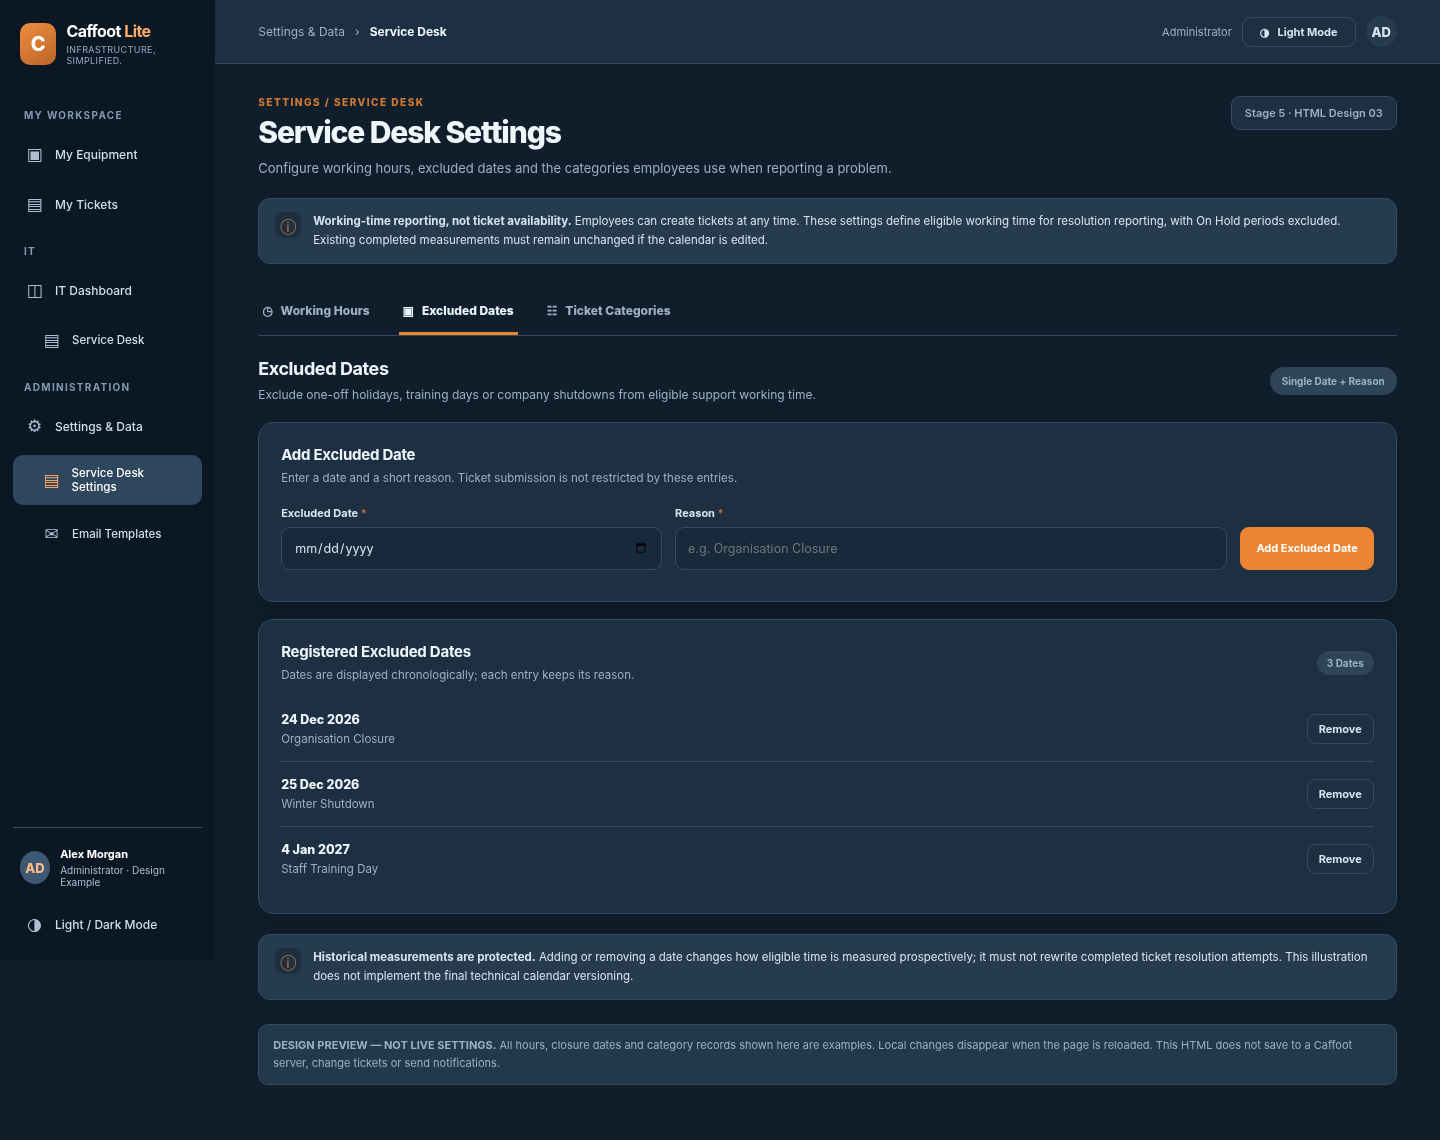 C
Caffoot Lite
INFRASTRUCTURE,
SIMPLIFIED.
MY WORKSPACE
My Equipment
My Tickets
IT
IT Dashboard
Service Desk
ADMINISTRATION
Settings & Data
Service Desk
Settings
Email Templates
AD
Alex Morgan
Administrator · Design
Example
Light / Dark Mode
Settings & Data › Service Desk
Administrator
Light Mode
AD
SETTINGS / SERVICE DESK
Service Desk Settings
Configure working hours, excluded dates and the categories employees use when reporting a problem.
Stage 5 · HTML Design 03
Working-time reporting, not ticket availability. Employees can create tickets at any time. These settings define eligible working time for resolution reporting, with On Hold periods excluded.
Existing completed measurements must remain unchanged if the calendar is edited.
Working Hours
Excluded Dates
Ticket Categories
Excluded Dates
Exclude one-off holidays, training days or company shutdowns from eligible support working time.
Single Date + Reason
Add Excluded Date
Enter a date and a short reason. Ticket submission is not restricted by these entries.
Excluded Date *
Reason *
mm/dd/yyyy
e.g. Organisation Closure
Add Excluded Date
Registered Excluded Dates
Dates are displayed chronologically; each entry keeps its reason.
3 Dates
24 Dec 2026
Organisation Closure
Remove
25 Dec 2026
Winter Shutdown
Remove
4 Jan 2027
Staff Training Day
Remove
Historical measurements are protected. Adding or removing a date changes how eligible time is measured prospectively; it must not rewrite completed ticket resolution attempts. This illustration
does not implement the final technical calendar versioning.
DESIGN PREVIEW — NOT LIVE SETTINGS. All hours, closure dates and category records shown here are examples. Local changes disappear when the page is reloaded. This HTML does not save to a Caffoot
server, change tickets or send notifications.